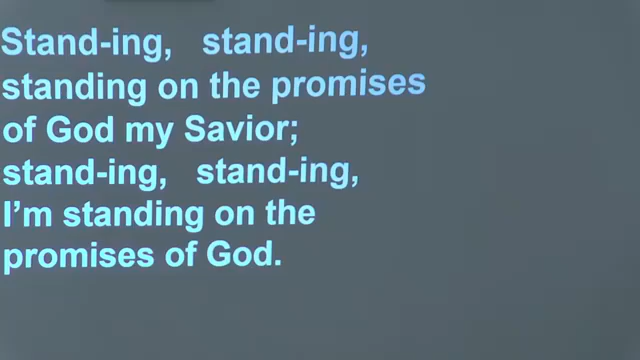 Stand-ing, stand-ing,
standing on the promises
of God my Savior;
stand-ing, stand-ing,
I'm standing on the
promises of God.